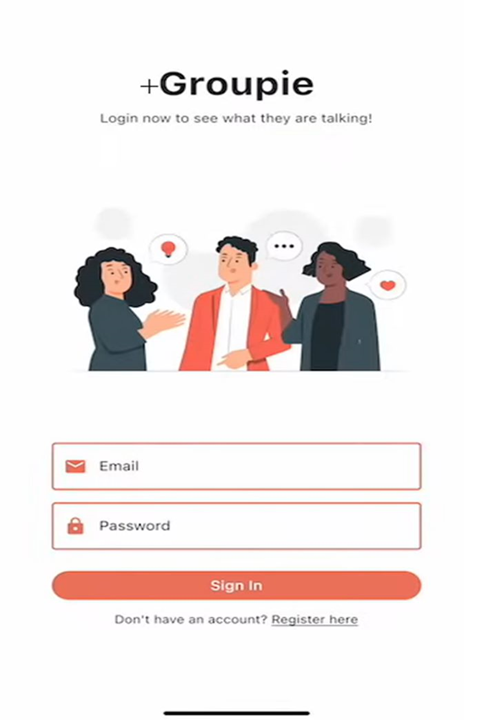 +Groupie
Login now to see what they are talking!
Email
Password
Sign In
Don't have an account? Register here